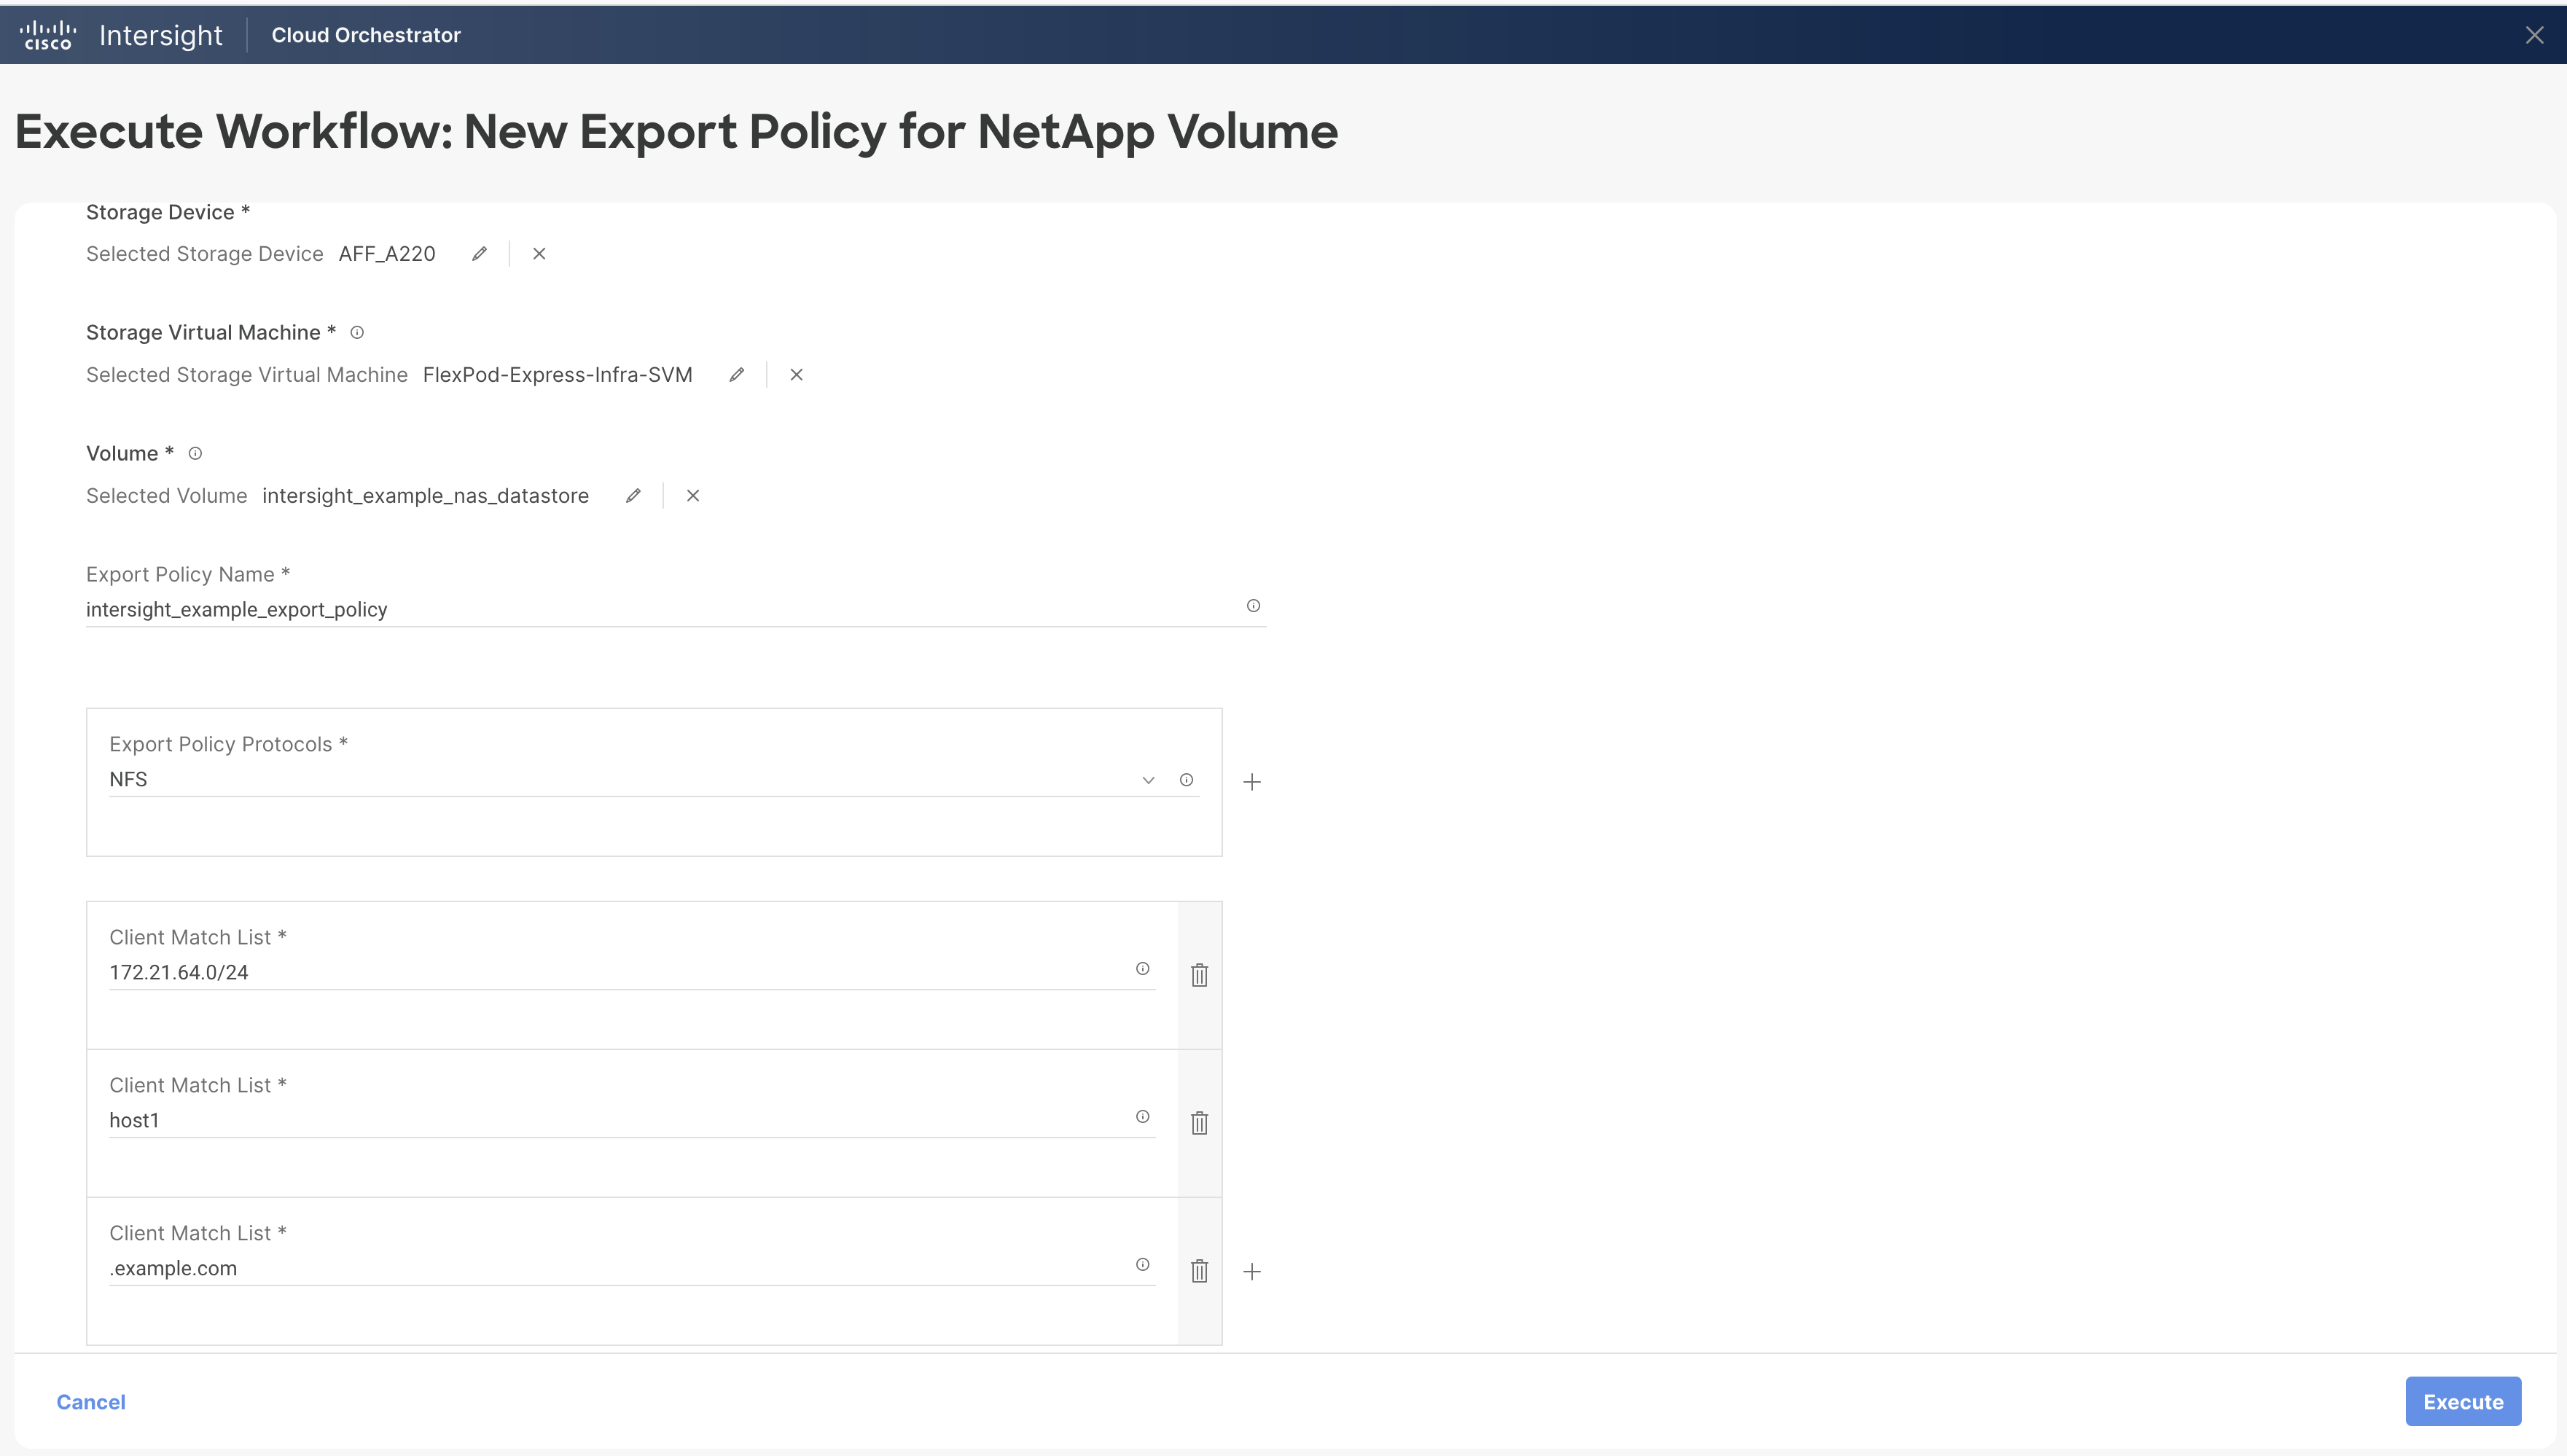 CISCO Intersight Cloud Orchestrator
Execute Workflow: New Export Policy for NetApp Volume
Storage Device *
Selected Storage Device AFF_A220
Storage Virtual Machine *
Selected Storage Virtual Machine FlexPod-Express-Infra-SVM
Volume *
Selected Volume intersight_example_nas_datastore
Export Policy Name *
intersight_example_export_policy
Export Policy Protocols *
NFS
Client Match List *
172.21.64.0/24
Client Match List *
host1
Client Match List *
.example.com
Cancel
Execute